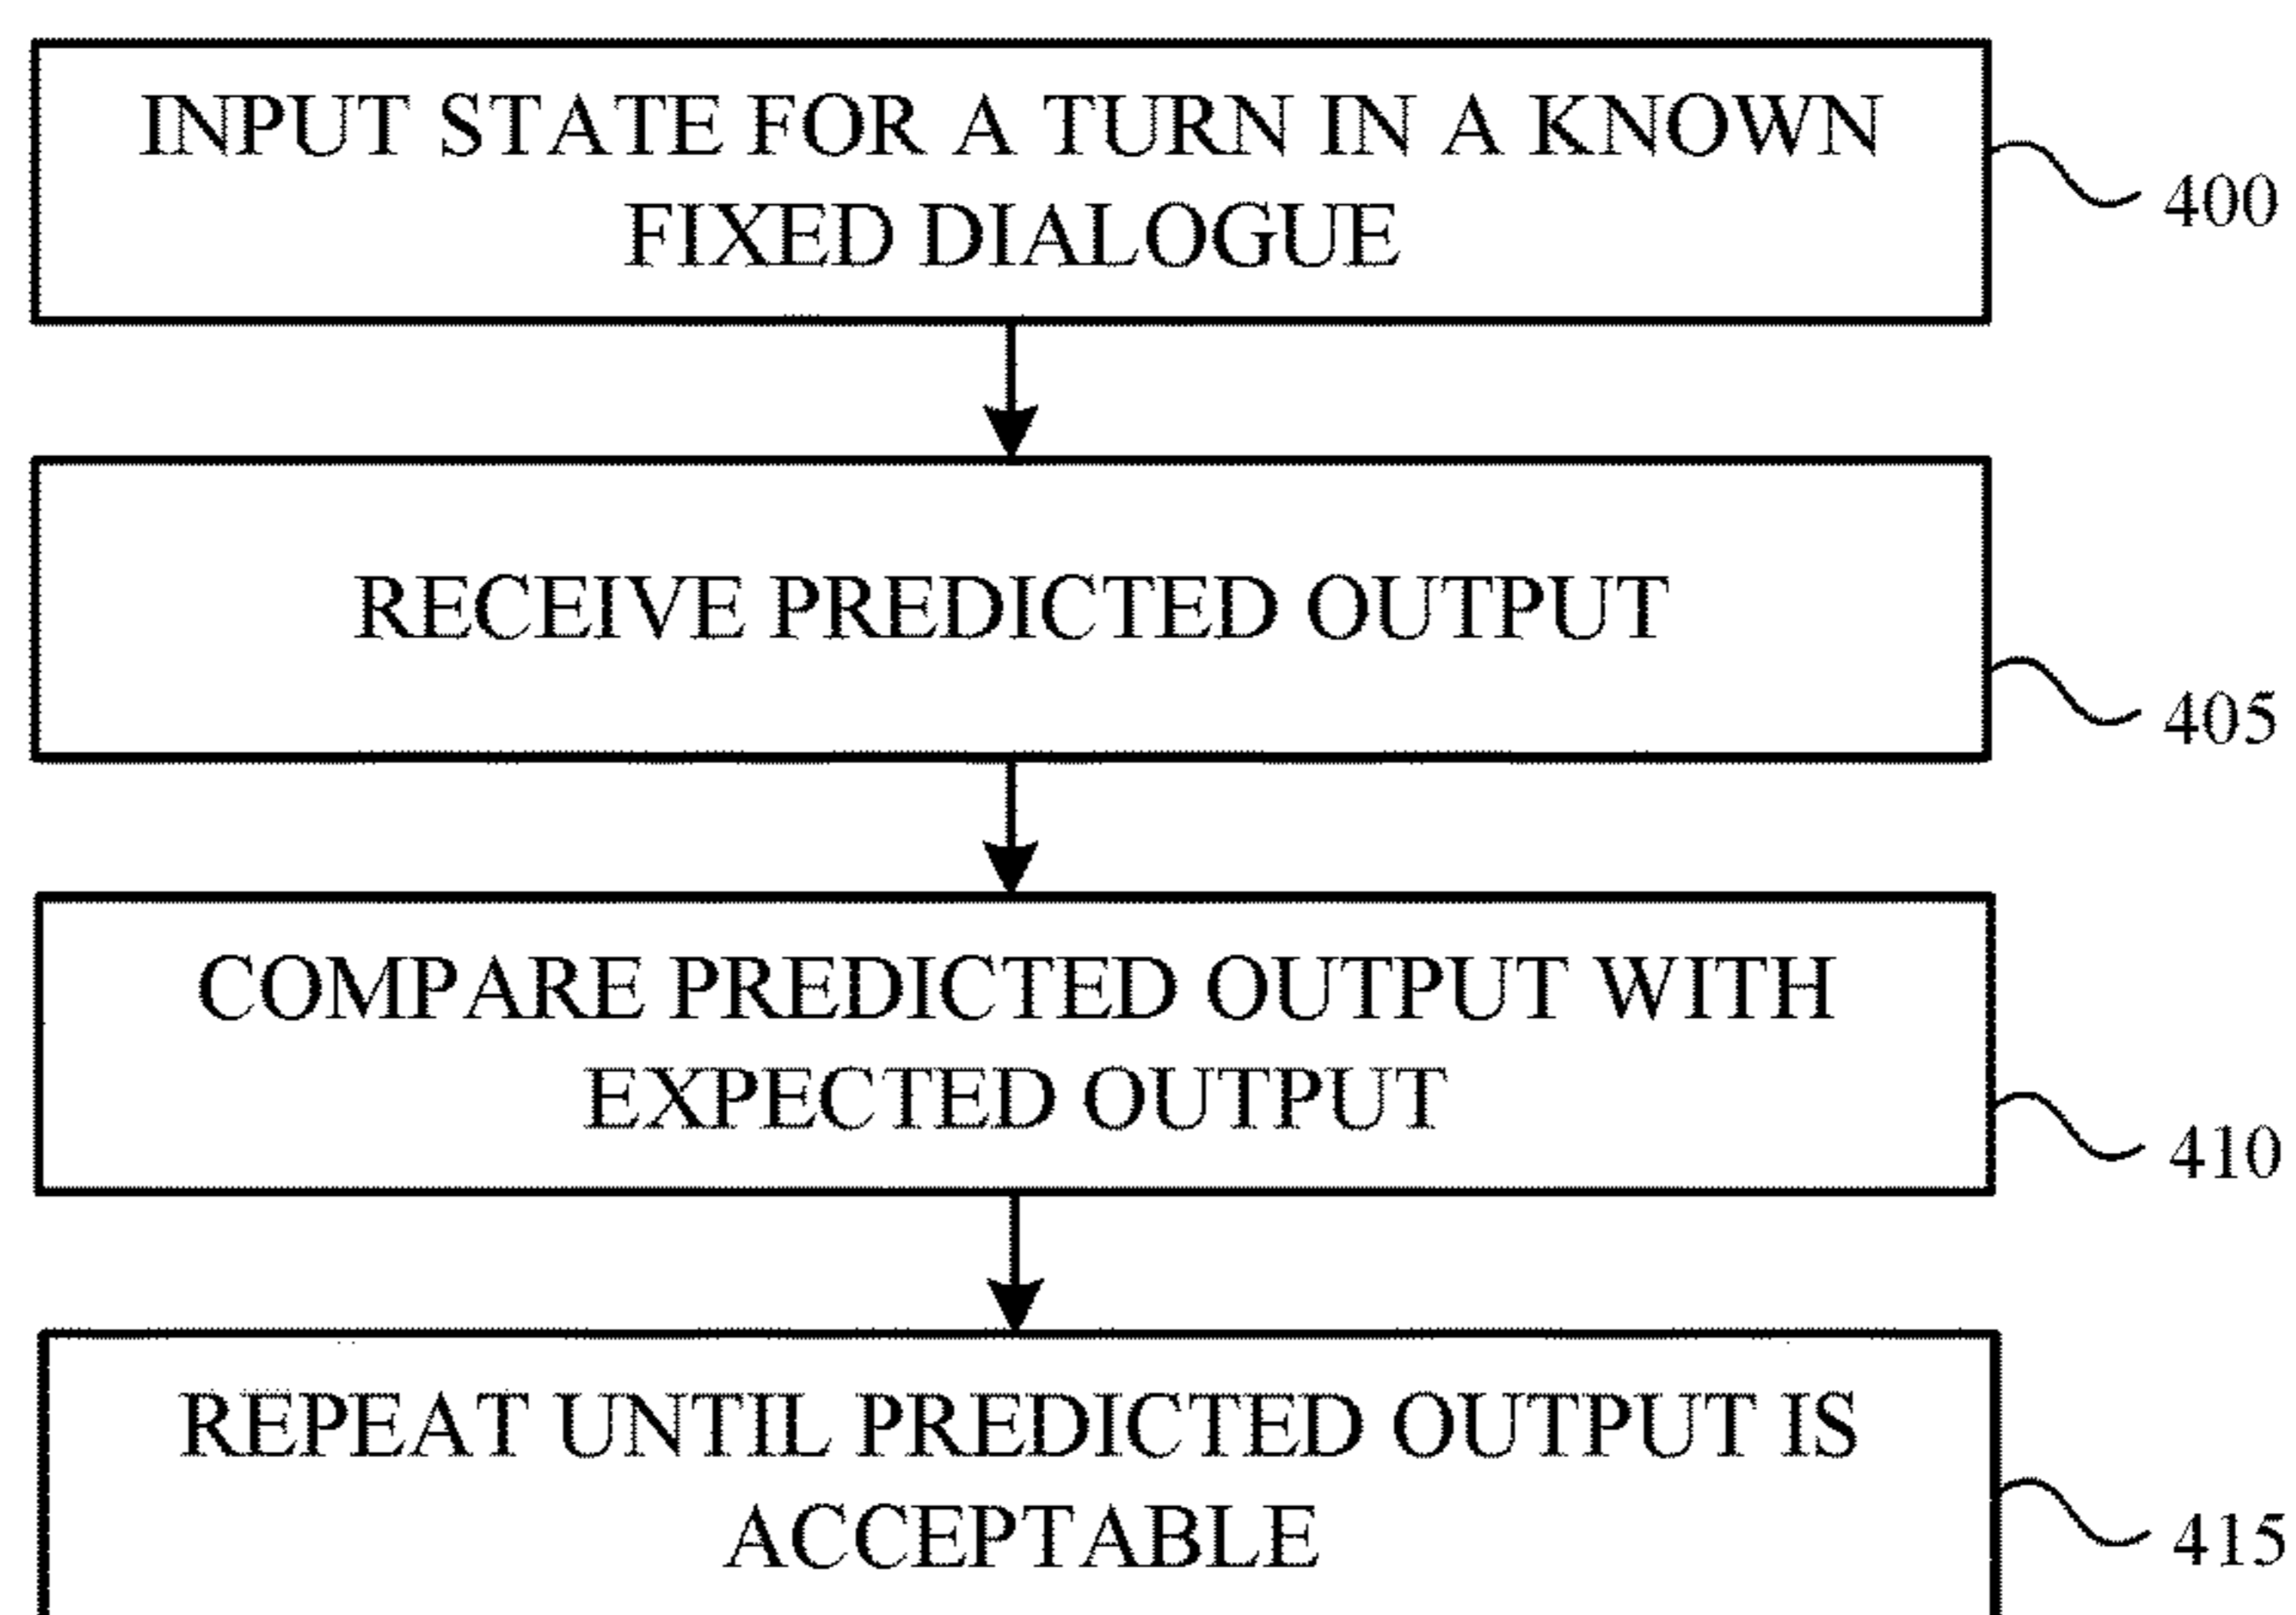 INPUT STATE FOR A TURN IN A KNOWN
FIXED DIALOGUE
400
RECEIVE PREDICTED OUTPUT
405
COMPARE PREDICTED OUTPUT WITH
EXPECTED OUTPUT
410
REPEAT UNTIL PREDICTED OUTPUT IS
ACCEPTABLE
415